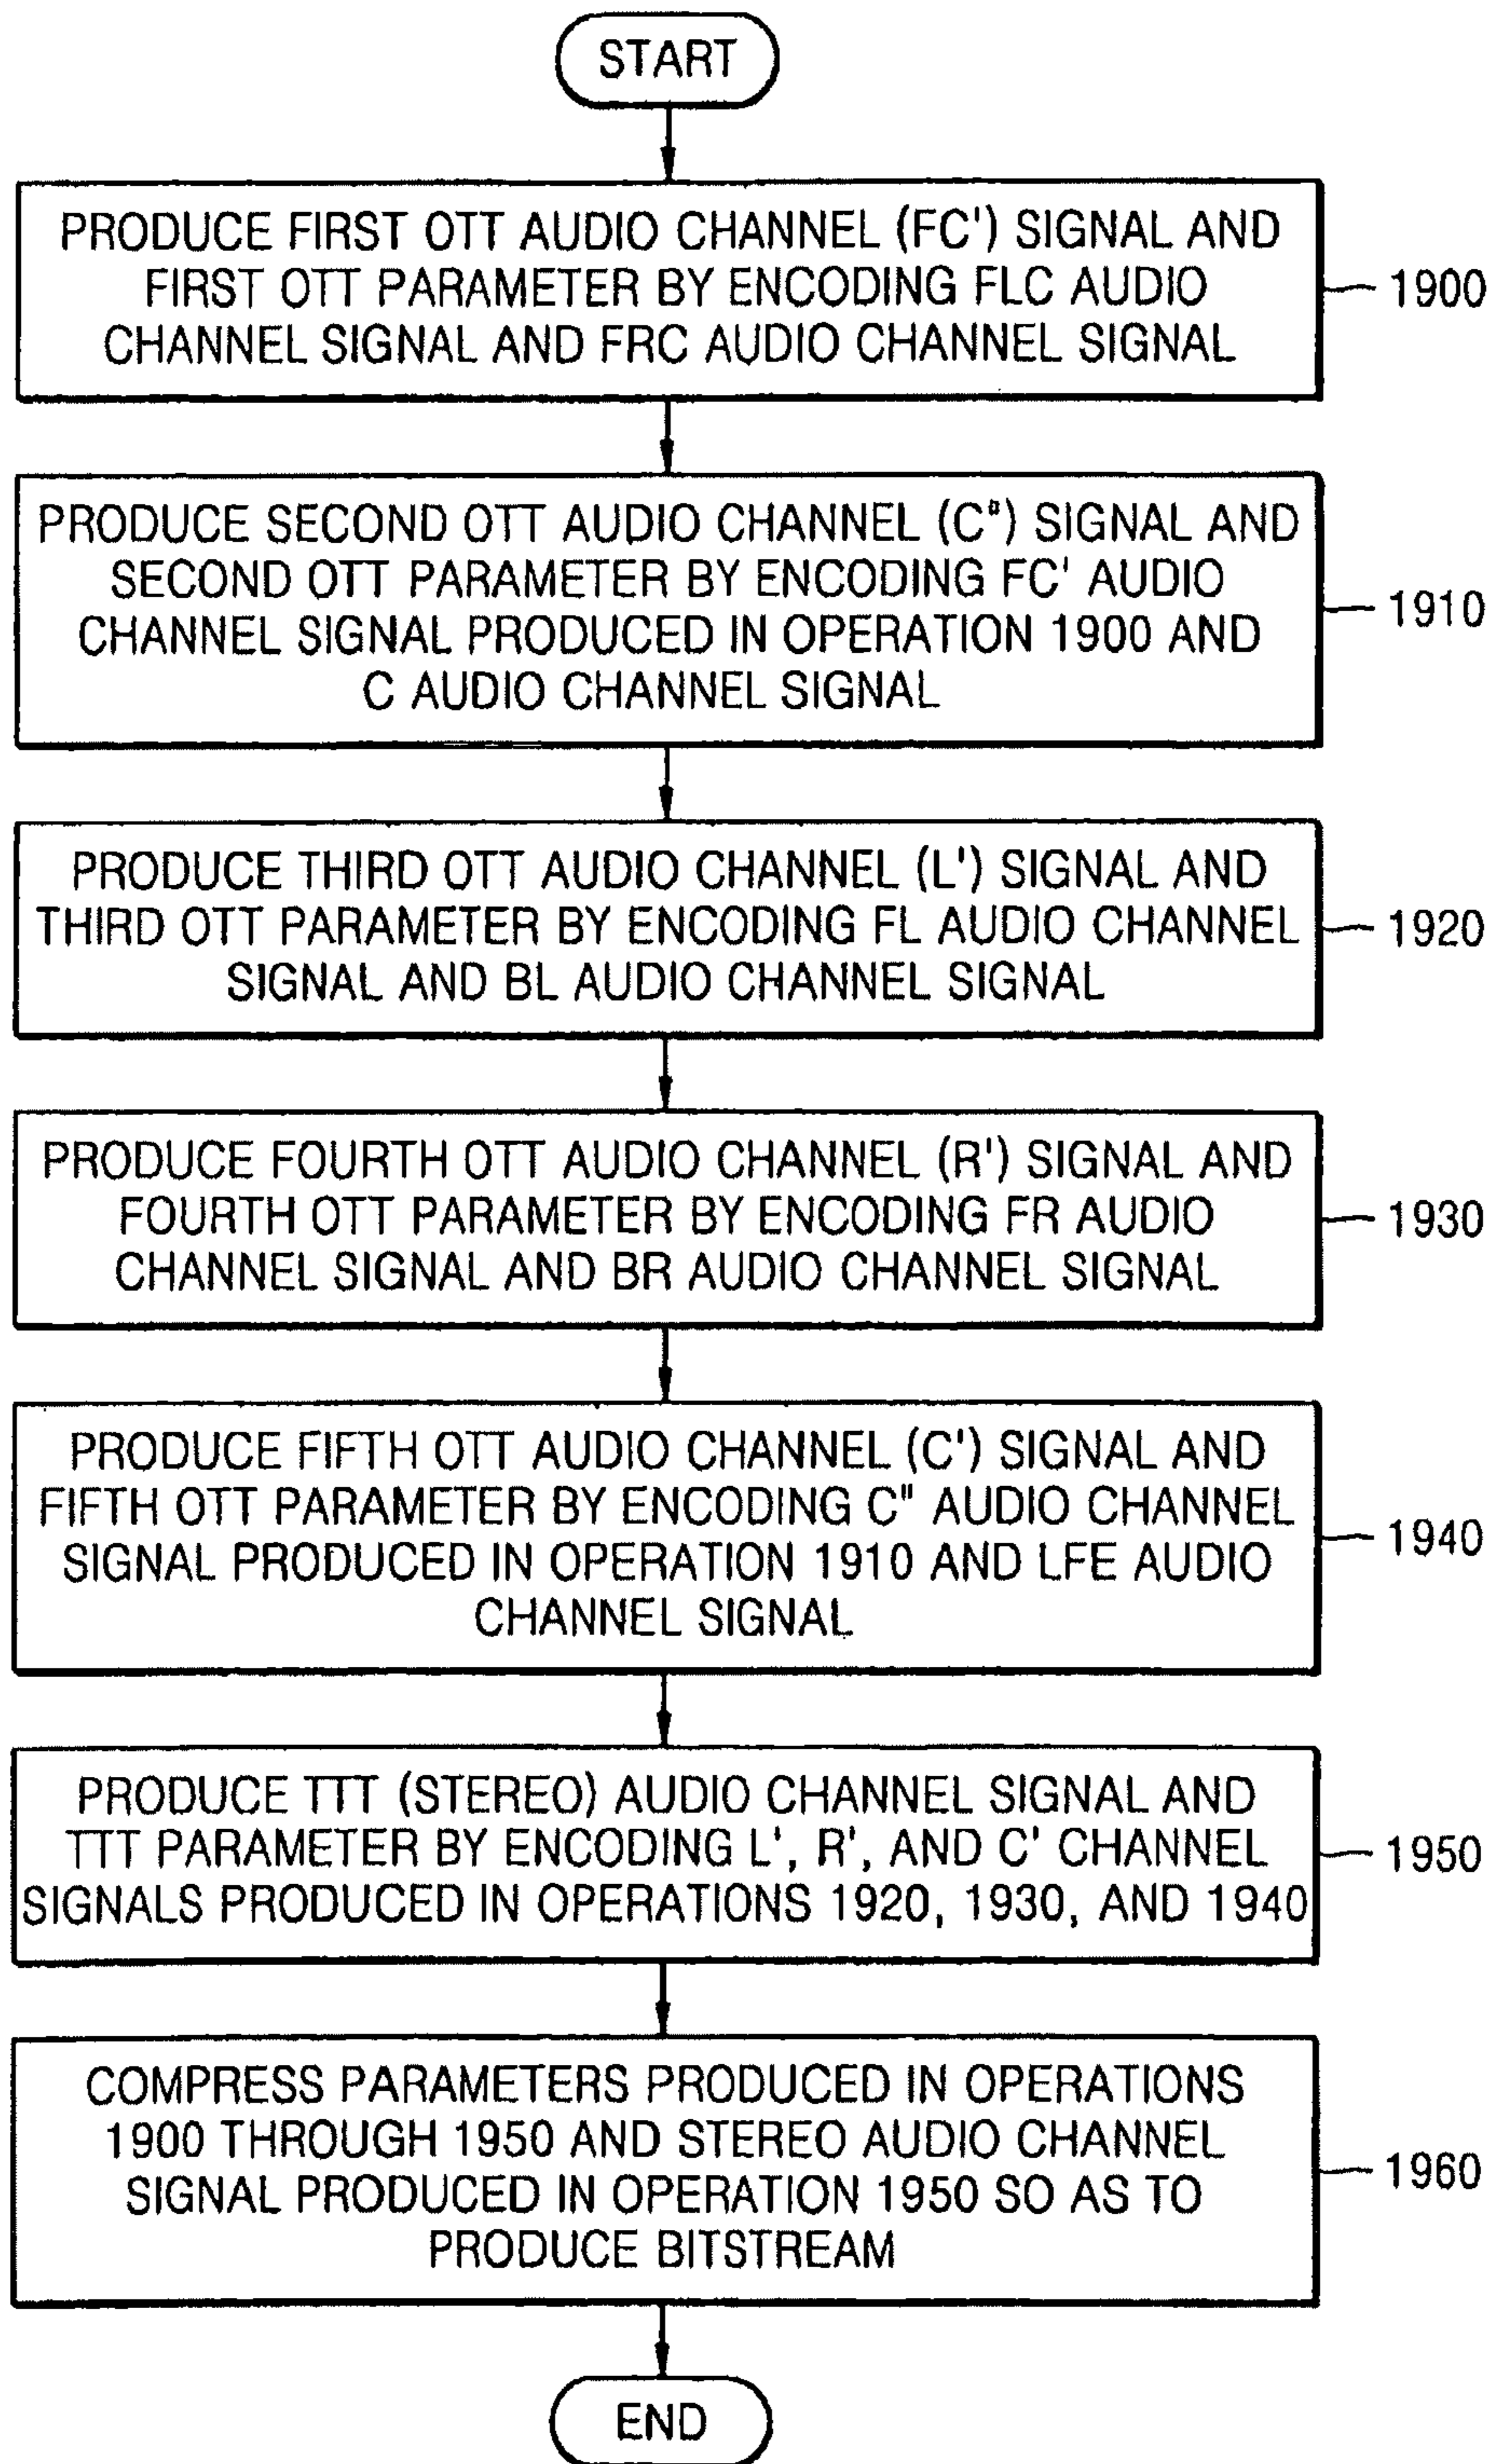 START
PRODUCE FIRST OTT AUDIO CHANNEL (FC') SIGNAL AND
FIRST OTT PARAMETER BY ENCODING FLC AUDIO
CHANNEL SIGNAL AND FRC AUDIO CHANNEL SIGNAL
1900
PRODUCE SECOND OTT AUDIO CHANNEL (C") SIGNAL AND
SECOND OTT PARAMETER BY ENCODING FC' AUDIO
CHANNEL SIGNAL PRODUCED IN OPERATION 1900 AND
C AUDIO CHANNEL SIGNAL
1910
PRODUCE THIRD OTT AUDIO CHANNEL (L') SIGNAL AND
THIRD OTT PARAMETER BY ENCODING FL AUDIO CHANNEL
SIGNAL AND BL AUDIO CHANNEL SIGNAL
1920
PRODUCE FOURTH OTT AUDIO CHANNEL (R') SIGNAL AND
FOURTH OTT PARAMETER BY ENCODING FR AUDIO
CHANNEL SIGNAL AND BR AUDIO CHANNEL SIGNAL
1930
PRODUCE FIFTH OTT AUDIO CHANNEL (C') SIGNAL AND
FIFTH OTT PARAMETER BY ENCODING C" AUDIO CHANNEL
SIGNAL PRODUCED IN OPERATION 1910 AND LFE AUDIO
CHANNEL SIGNAL
1940
PRODUCE TTT (STEREO) AUDIO CHANNEL SIGNAL AND
TTT PARAMETER BY ENCODING L', R', AND C' CHANNEL
SIGNALS PRODUCED IN OPERATIONS 1920, 1930, AND 1940
1950
COMPRESS PARAMETERS PRODUCED IN OPERATIONS
1900 THROUGH 1950 AND STEREO AUDIO CHANNEL
SIGNAL PRODUCED IN OPERATION 1950 SO AS TO
PRODUCE BITSTREAM
1960
END